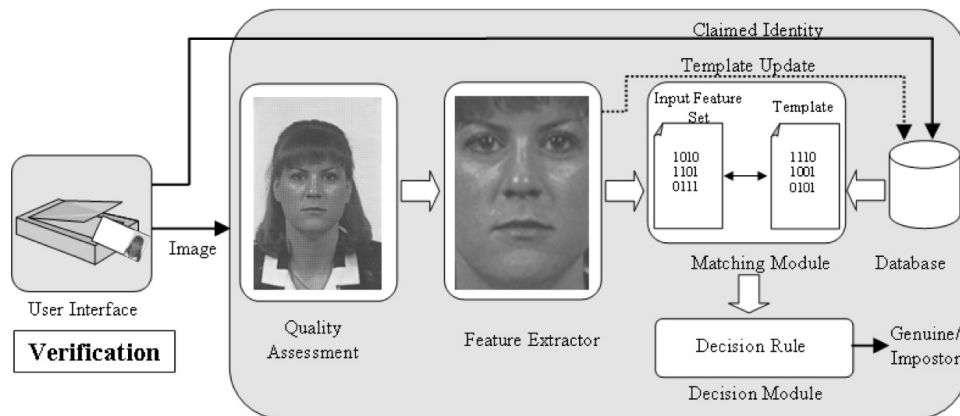 Claimed Identity
Template Update
Input Feature
Set
Template
1010
1101
0111
1110
1001
0101
Image
User Interface
Verification
Quality
Assessment
Feature Extractor
Matching Module
Database
Decision Rule
Genuine/
Impostor
Decision Module